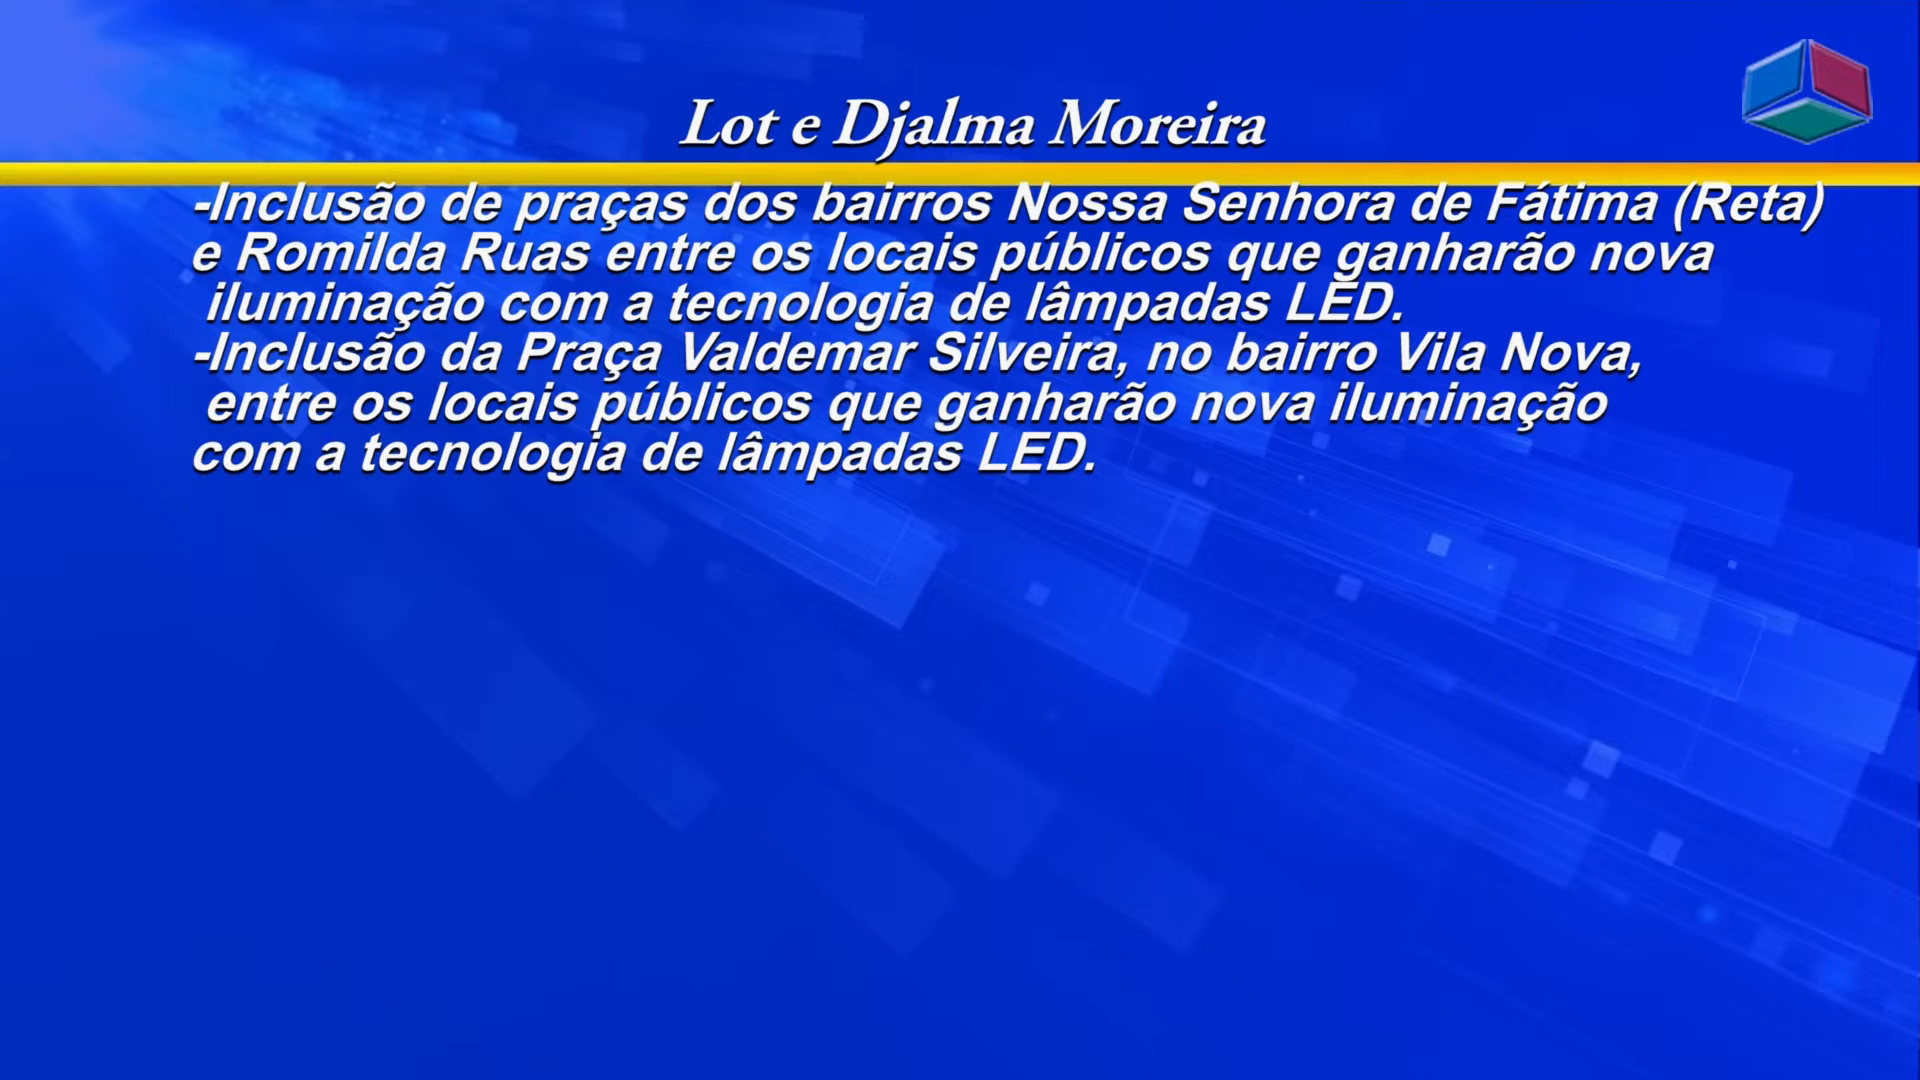 Lot e Djalma Moreira
-Inclusão de praças dos bairros Nossa Senhora de Fátima (Reta)
e Romilda Ruas entre os locais públicos que ganharão nova
iluminação com a tecnologia de lâmpadas LED.
-Inclusão da Praça Valdemar Silveira, no bairro Vila Nova,
entre os locais públicos que ganharão nova iluminação
com a tecnologia de lâmpadas LED.